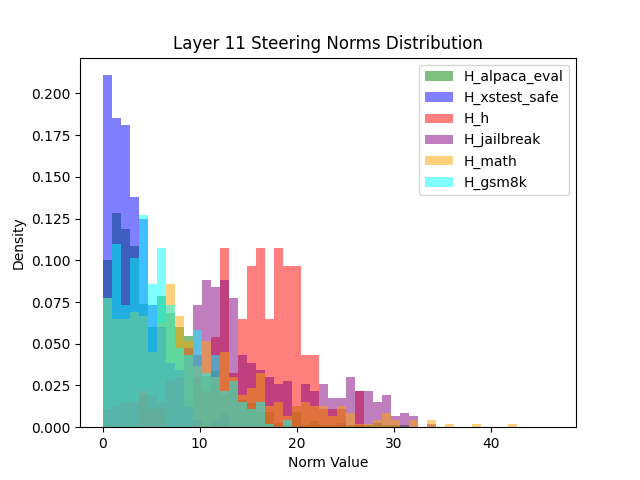 Layer 11 Steering Norms Distribution
H_alpaca_eval
H_xstest_safe
H_h
H_jailbreak
H_math
H_gsm8k
Density
0.200
0.175
0.150
0.125
0.100
0.075
0.050
0.025
0.000
0 10 20 30 40
Norm Value